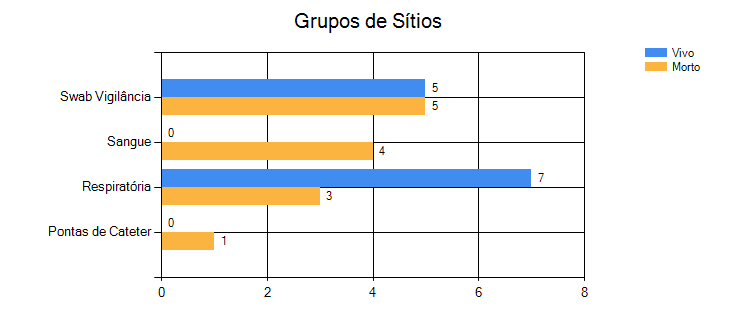 Grupos de Sítios
Vivo
Morto
Swab Vigilância
5
5
Sangue
0
4
Respiratória
7
3
Pontas de Cateter
0
1
0 2 4 6 8